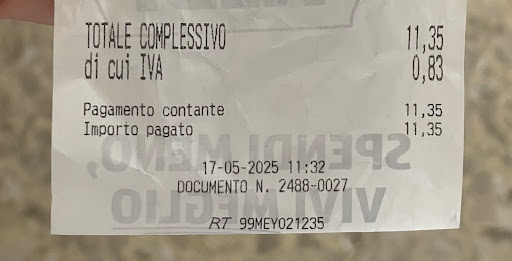 TOTALE COMPLESSIVO 11,35
di cui IVA 0,83
Pagamento contante 11,35
Importo pagato 11,35
SPENDI MENO,
17-05-2025 11:32
DOCUMENTO N. 2488-0027
VIVI MEGLIO
RT 99MEY021235